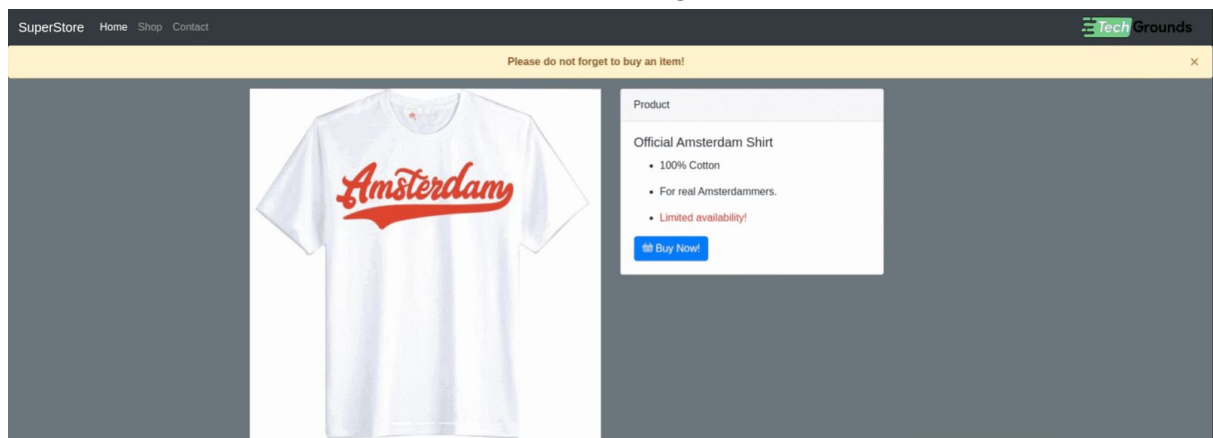 SuperStore Home Shop Contact
TechGrounds
Please do not forget to buy an item! ×
Amsterdam
Product
Official Amsterdam Shirt
• 100% Cotton
• For real Amsterdammers.
• Limited availability!
Buy Now!